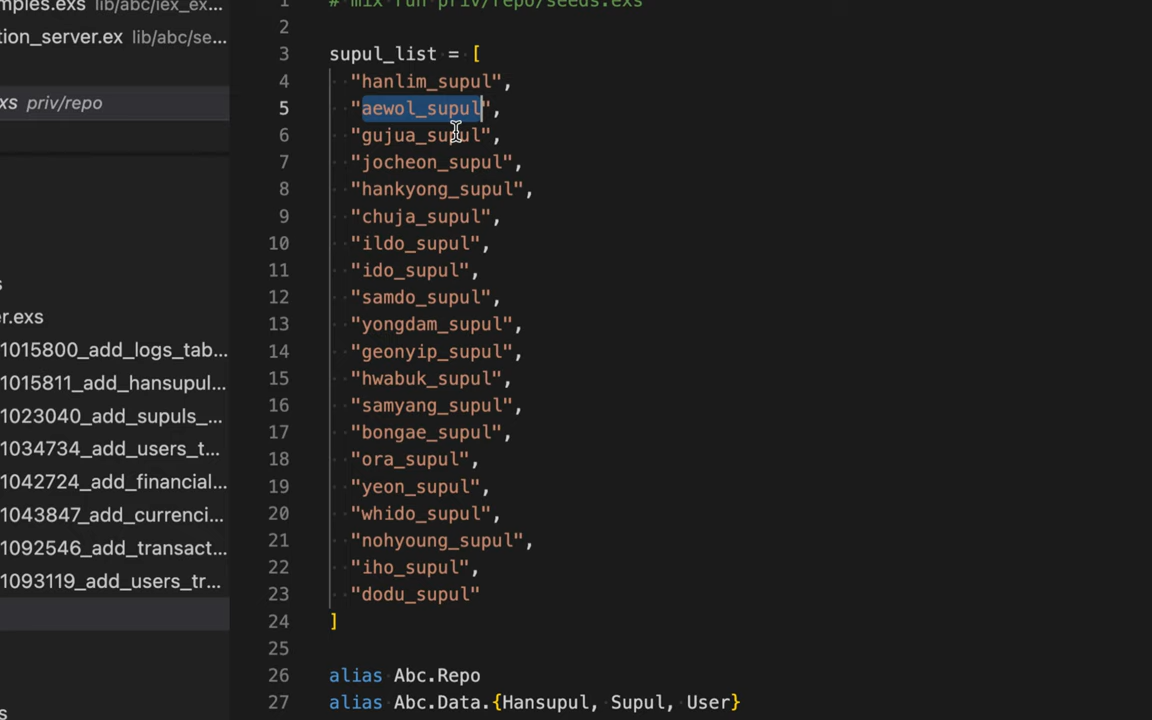 mples.exs lib/abc/iex_ex...
tion_server.ex lib/abc/se...
xs priv/repo
s
er.exs
1015800_add_logs_tab...
1015811_add_hansupul...
1023040_add_supuls_...
1034734_add_users_t...
1042724_add_financial...
1043847_add_currenci...
1092546_add_transact...
1093119_add_users_tr...
s
1 # mix run priv/repo/seeds.exs
2
3 supul_list = [
4 "hanlim_supul",
5 "aewol_supul",
6 "gujua_supul",
7 "jocheon_supul",
8 "hankyong_supul",
9 "chuja_supul",
10 "ildo_supul",
11 "ido_supul",
12 "samdo_supul",
13 "yongdam_supul",
14 "geonyip_supul",
15 "hwabuk_supul",
16 "samyang_supul",
17 "bongae_supul",
18 "ora_supul",
19 "yeon_supul",
20 "whido_supul",
21 "nohyoung_supul",
22 "iho_supul",
23 "dodu_supul"
24 ]
25
26 alias Abc.Repo
27 alias Abc.Data.{Hansupul, Supul, User}